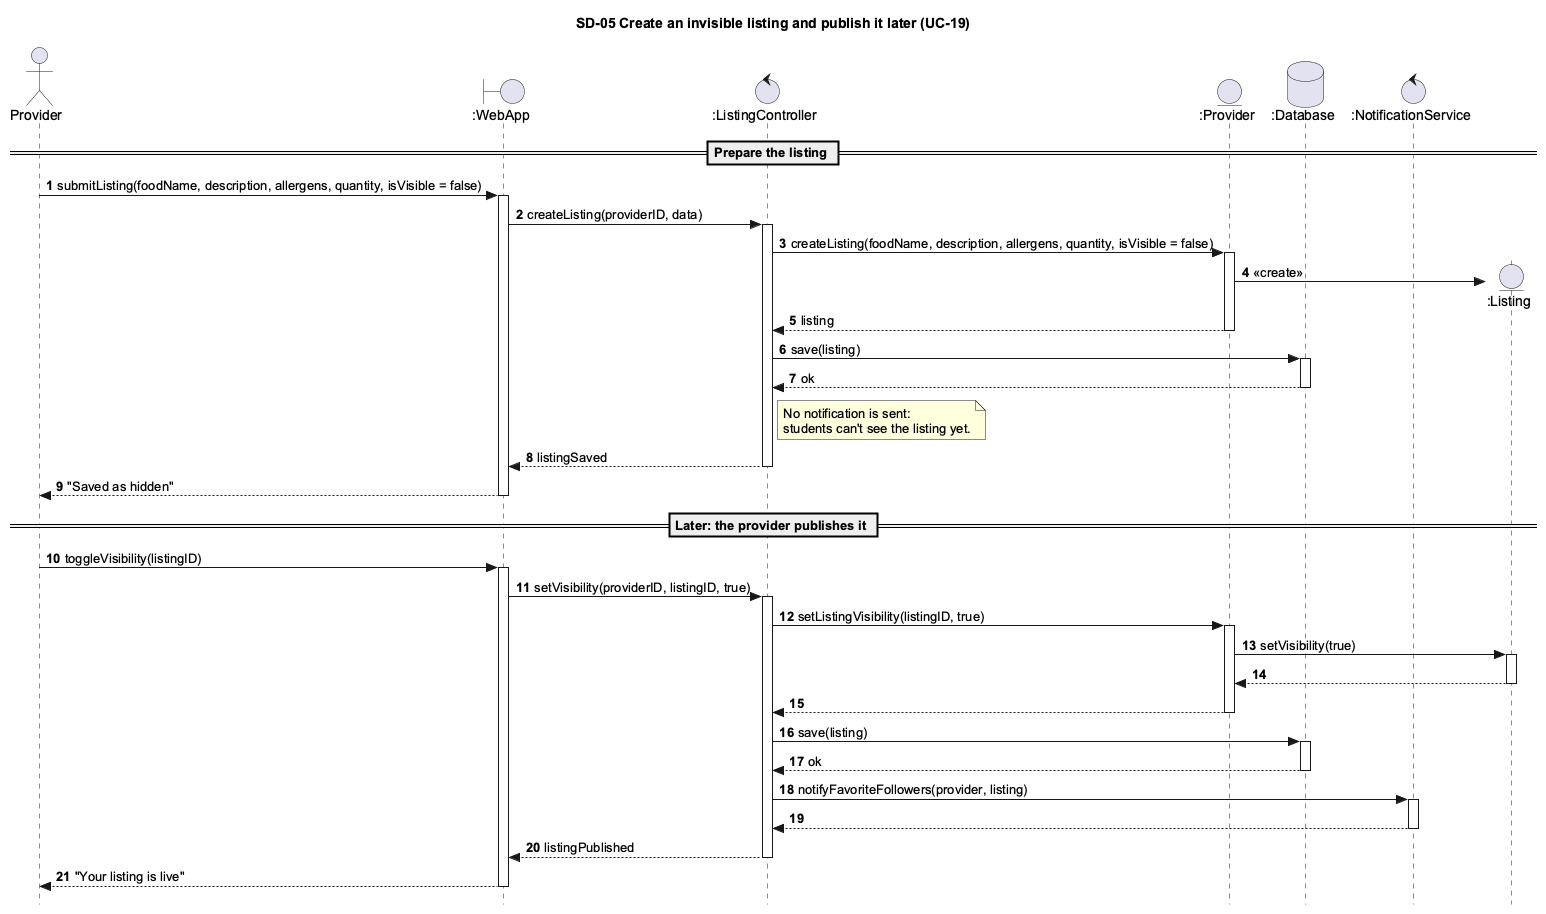 SD-05 Create an invisible listing and publish it later (UC-19)
Provider
:WebApp
:ListingController
:Provider
:Database
:NotificationService
Prepare the listing
1 submitListing(foodName, description, allergens, quantity, isVisible = false)
2 createListing(providerID, data)
3 createListing(foodName, description, allergens, quantity, isVisible = false)
4 «create»
:Listing
5 listing
6 save(listing)
7 ok
No notification is sent:
students can't see the listing yet.
8 listingSaved
9 "Saved as hidden"
Later: the provider publishes it
10 toggleVisibility(listingID)
11 setVisibility(providerID, listingID, true)
12 setListingVisibility(listingID, true)
13 setVisibility(true)
14
15
16 save(listing)
17 ok
18 notifyFavoriteFollowers(provider, listing)
19
20 listingPublished
21 "Your listing is live"